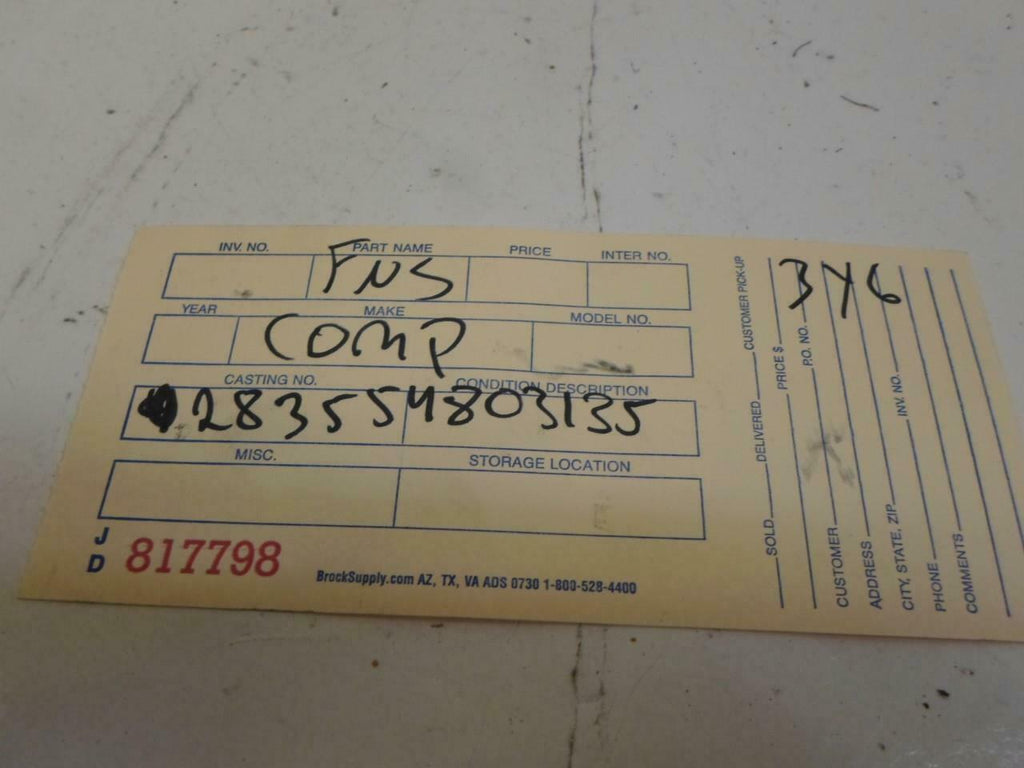 INV. NO. PART NAME PRICE INTER NO.
FNS
YEAR MAKE MODEL NO.
COMP
CASTING NO. CONDITION DESCRIPTION
283554803135
MISC. STORAGE LOCATION
J
D 817798
BrockSupply.com AZ, TX, VA ADS 0730 1-800-528-4400
SOLD DELIVERED CUSTOMER PICK-UP
PRICE $
P.O. NO.
CUSTOMER
ADDRESS
CITY, STATE, ZIP INV. NO.
PHONE
COMMENTS